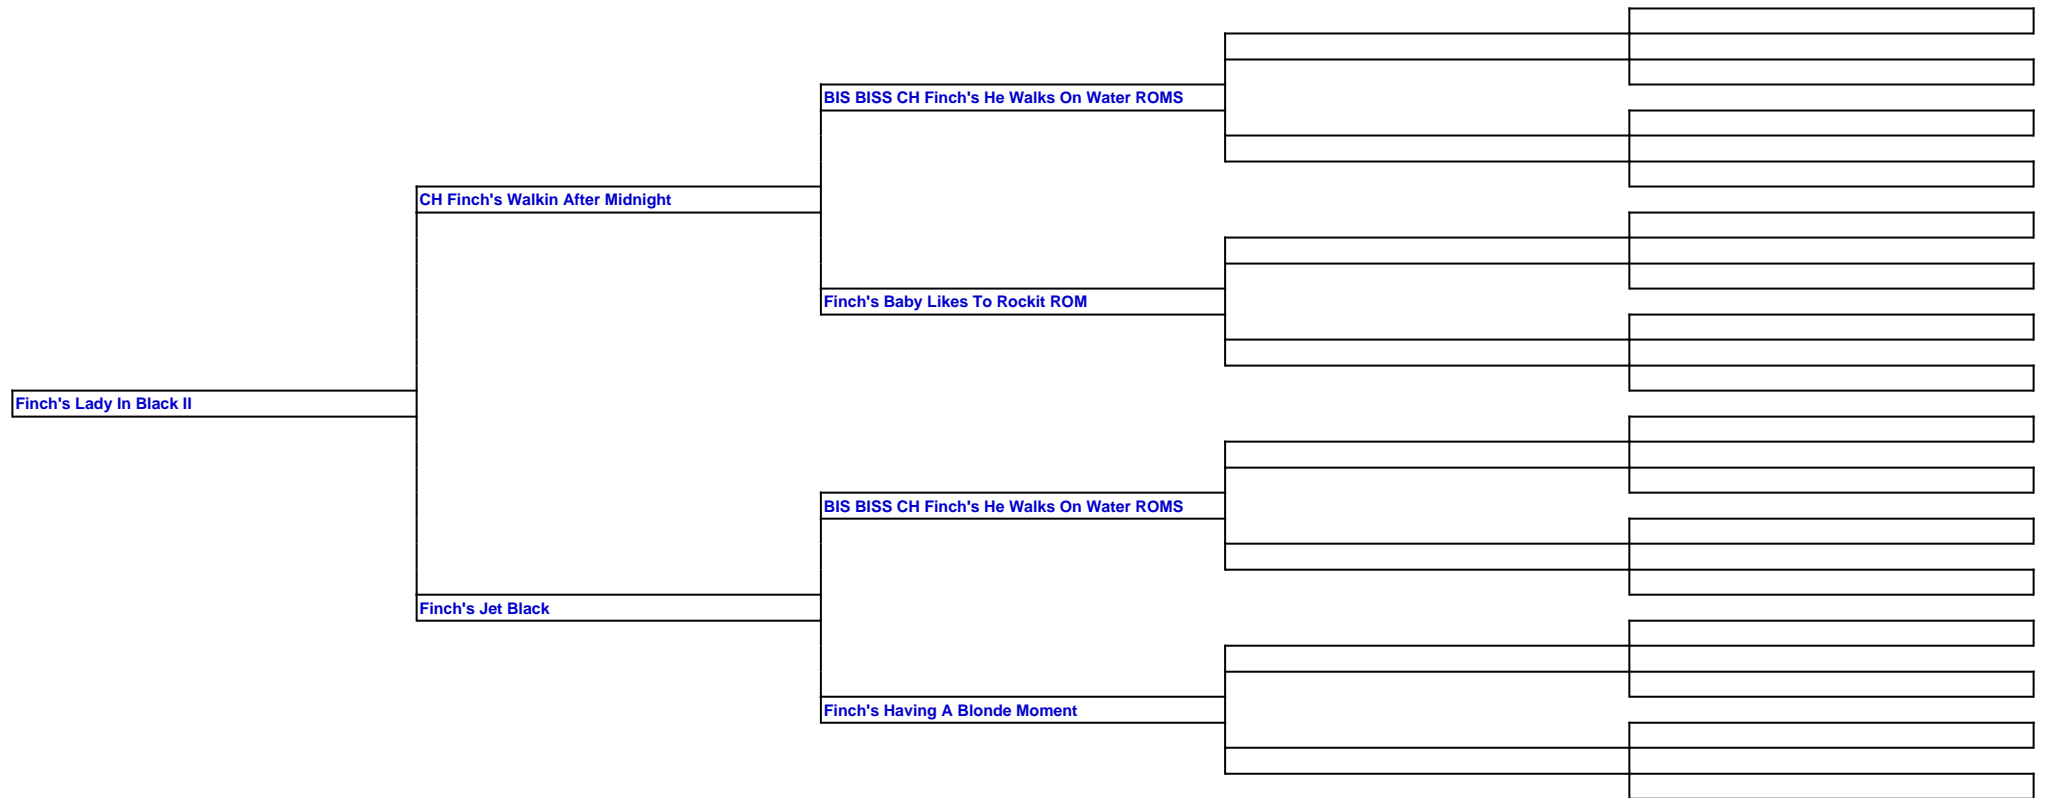 BIS BISS CH Finch's He Walks On Water ROMS
CH Finch's Walkin After Midnight
Finch's Baby Likes To Rockit ROM
Finch's Lady In Black II
BIS BISS CH Finch's He Walks On Water ROMS
Finch's Jet Black
Finch's Having A Blonde Moment